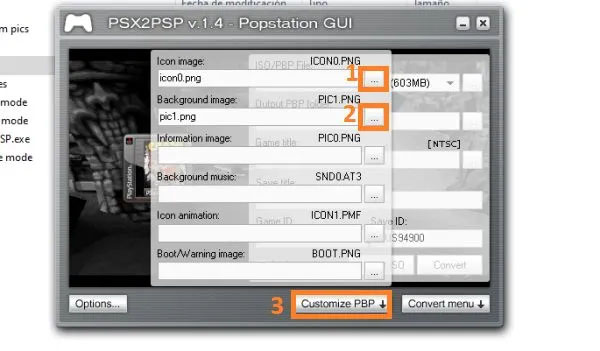 Fecha de modificación Tipo Tamaño
m pics
es
mode
mode
SP.exe
e mode
PSX2PSP v.1.4 - Popstation GUI
Icon image: ICON0.PNG
ISO/PBP File:
icon0.png ... 1 (603MB) ...
Background image: PIC1.PNG
Output PBP folder:
pic1.png ... 2
Information image: PIC0.PNG
Game title: [NTSC]
...
Background music: SND0.AT3
Save title:
...
Icon animation: ICON1.PMF
Game ID: Save ID:
... US94900
Boot/Warning image: BOOT.PNG
... ISO Convert
PlayStation
Options... 3 Customize PBP Convert menu